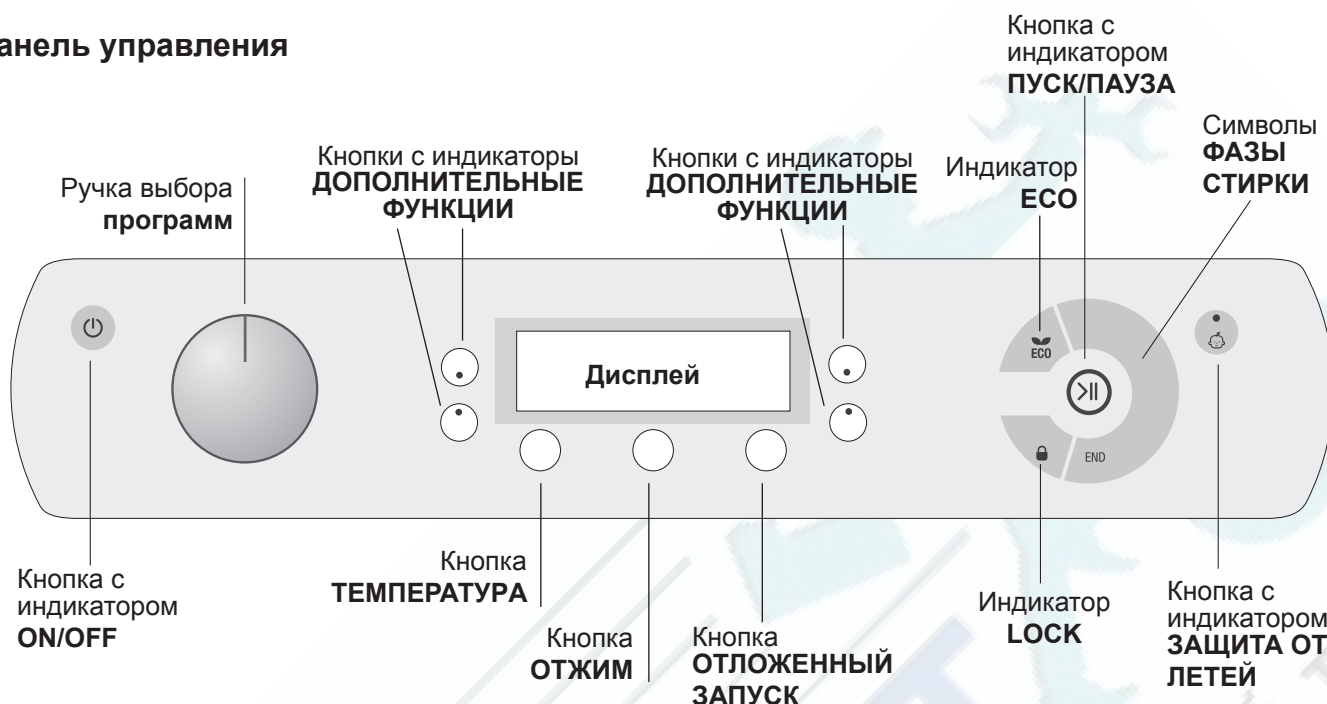 анель управления
Кнопка с
индикатором
ПУСК/ПАУЗА
Символы
ФАЗЫ
СТИРКИ
Кнопки с индикаторы
ДОПОЛНИТЕЛЬНЫЕ
ФУНКЦИИ
Кнопки с индикаторы
ДОПОЛНИТЕЛЬНЫЕ
ФУНКЦИИ
Индикатор
ECO
Ручка выбора
программ
Дисплей
ECO
END
Кнопка с
индикатором
ON/OFF
Кнопка
ТЕМПЕРАТУРА
Кнопка
ОТЖИМ
Кнопка
ОТЛОЖЕННЫЙ
ЗАПУСК
Индикатор
LOCK
Кнопка с
индикатором
ЗАЩИТА ОТ
ЛЕТЕЙ